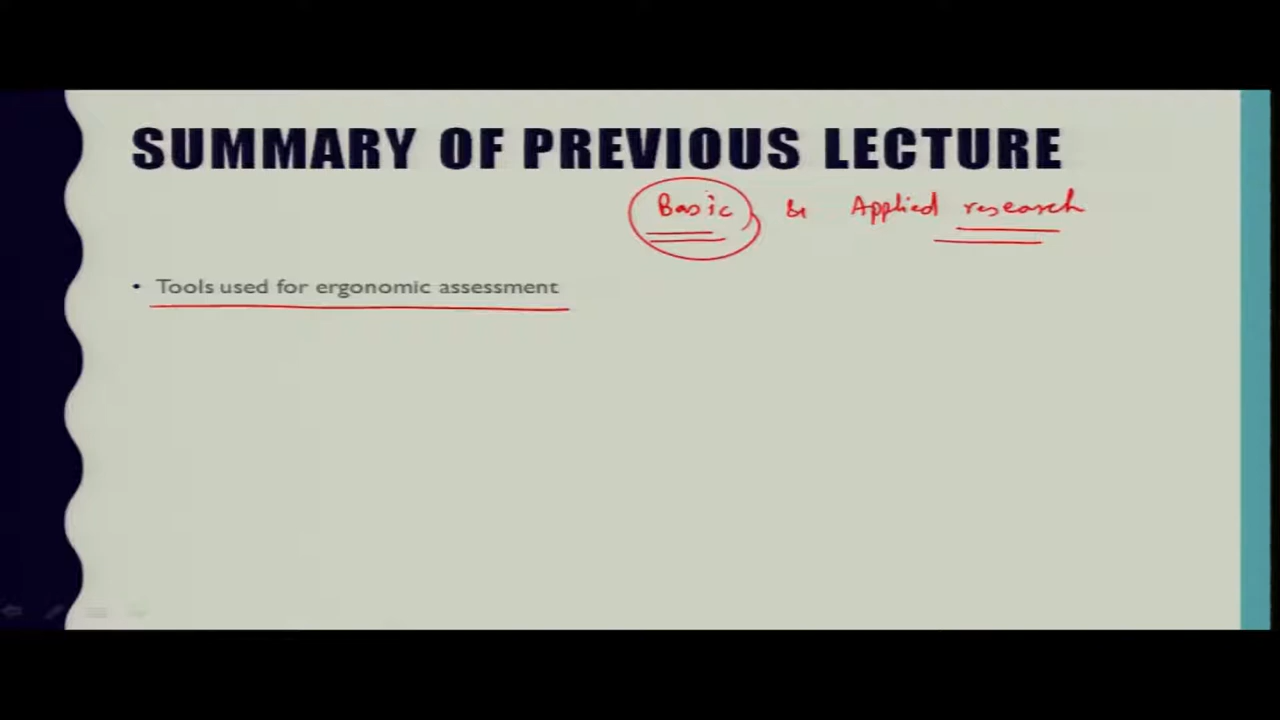 SUMMARY OF PREVIOUS LECTURE
Basic & Applied research
• Tools used for ergonomic assessment